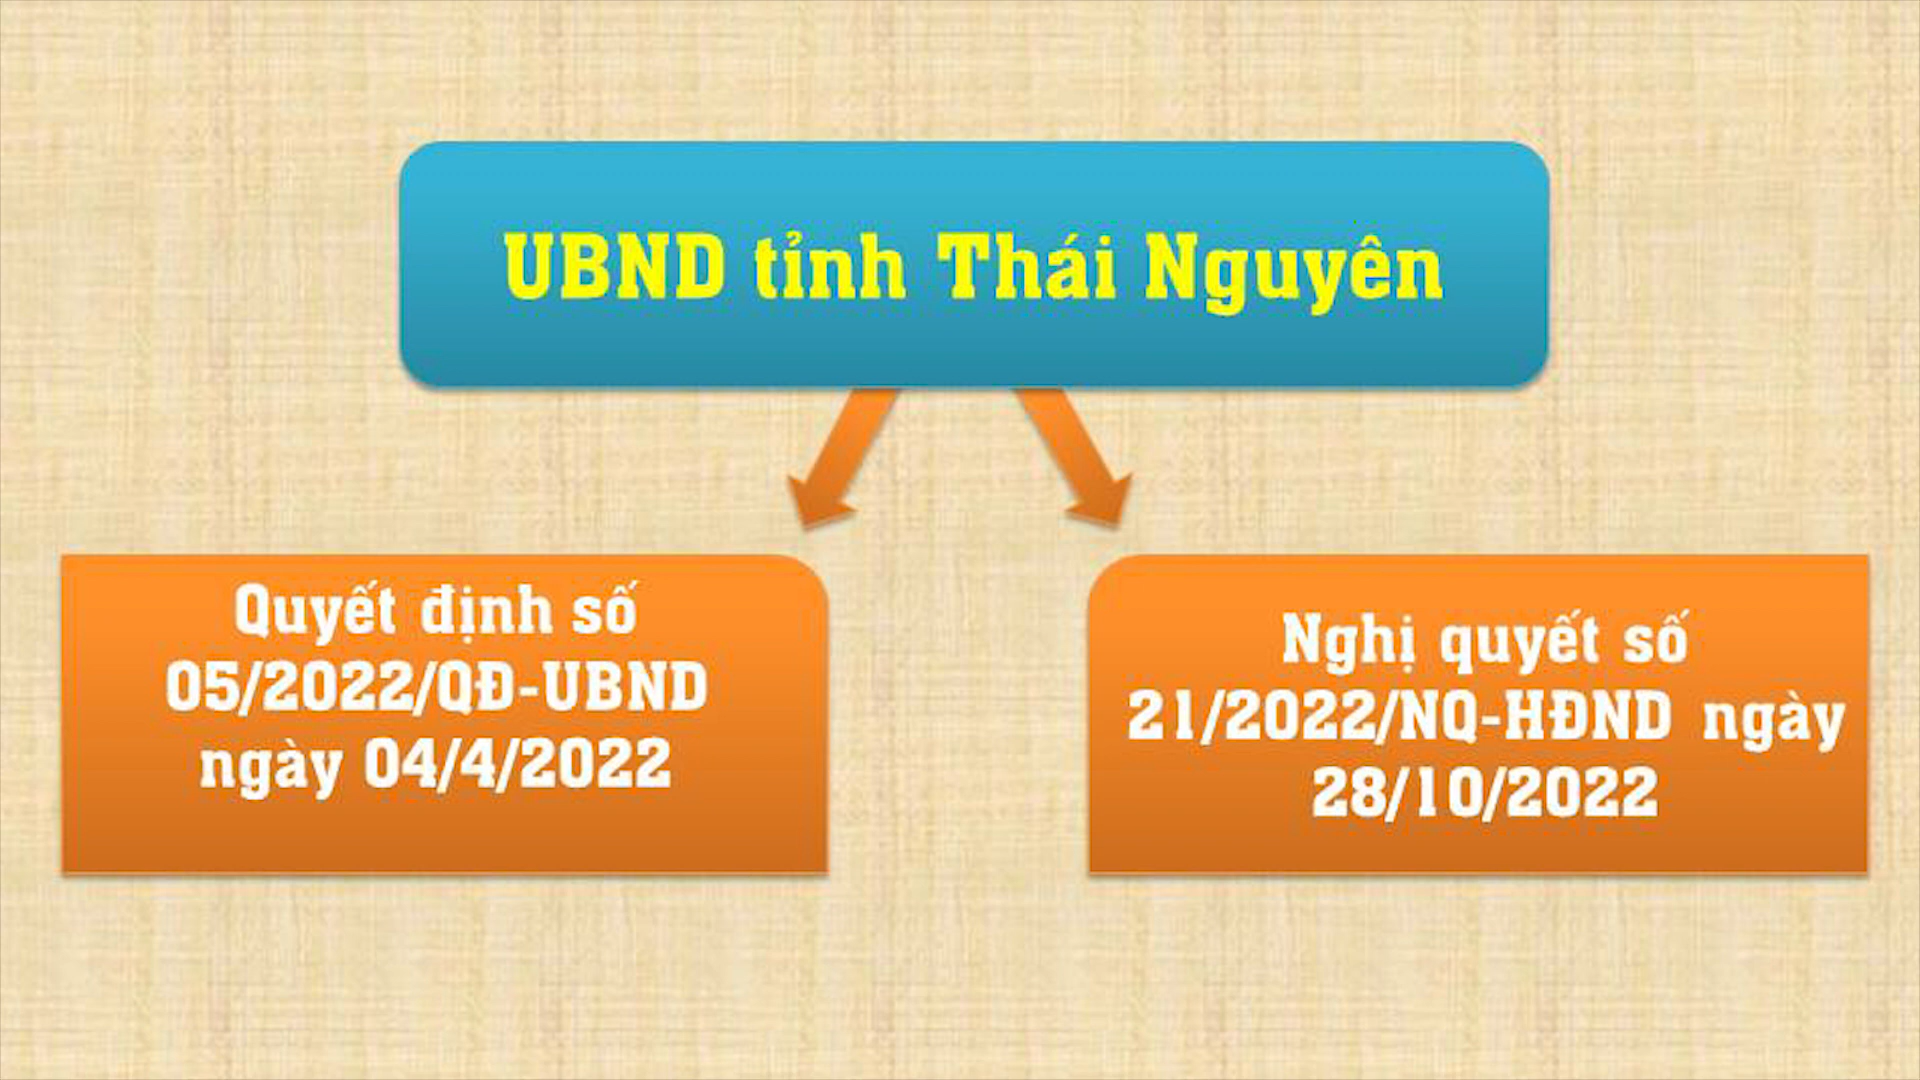 UBND tỉnh Thái Nguyên
Quyết định số
05/2022/QĐ-UBND
ngày 04/4/2022
Nghị quyết số
21/2022/NQ-HĐND ngày
28/10/2022